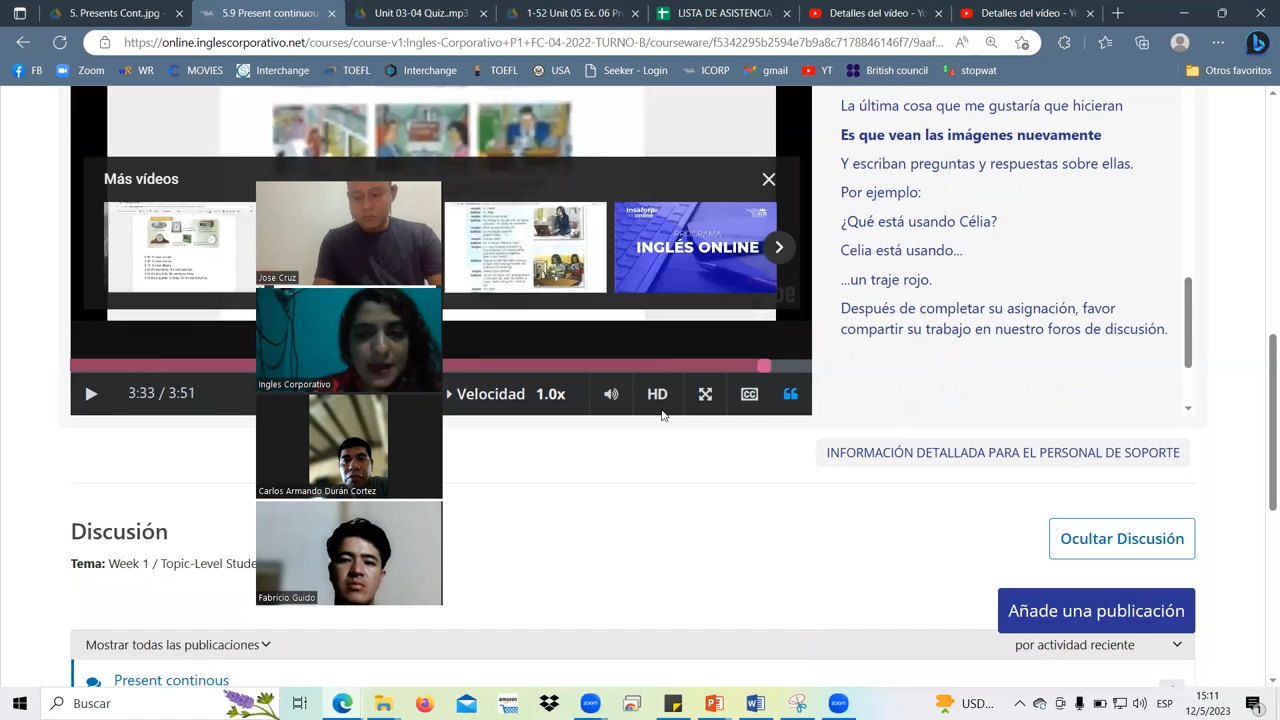 5. Present Cont.jpg - G
5.9 Present Continuous
Unit 03-04 Quiz.mp3
1-52 Unit 05 Ex. 06 Pr
LISTA DE ASISTENCIA
Detalles del vídeo - Yo
Detalles del vídeo - Yo
https://online.inglescorporativo.net/courses/course-v1:Ingles-Corporativo+P1+FC-04-2022-TURNO-B/courseware/f5342295b2594e7b9a8c7178846146f7/9aaf...
FB
Zoom
WR
MOVIES
Interchange
TOEFL
Interchange
TOEFL
USA
Seeker - Login
ICORP
gmail
YT
British council
stopwat
Otros favoritos
La última cosa que me gustaría que hicieran
Es que vean las imágenes nuevamente
Y escriban preguntas y respuestas sobre ellas.
Por ejemplo:
¿Qué está usando Célia?
Celia está usando...
...un traje rojo.
Después de completar su asignación, favor
compartir su trabajo en nuestro foros de discusión.
Más vídeos
PROGRAMA
INGLÉS ONLINE
Jose Cruz
Ingles Corporativo
Carlos Armando Durán Cortez
Fabricio Guido
3:33 / 3:51
Velocidad 1.0x
HD
CC
INFORMACIÓN DETALLADA PARA EL PERSONAL DE SOPORTE
Discusión
Ocultar Discusión
Tema: Week 1 / Topic-Level Stude
Añade una publicación
Mostrar todas las publicaciones
por actividad reciente
Present continous
Buscar
USD...
ESP
15:11
12/5/2023